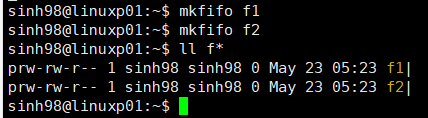 sinh98@linuxp01:~$ mkfifo f1
sinh98@linuxp01:~$ mkfifo f2
sinh98@linuxp01:~$ ll f*
prw-rw-r-- 1 sinh98 sinh98 0 May 23 05:23 f1|
prw-rw-r-- 1 sinh98 sinh98 0 May 23 05:23 f2|
sinh98@linuxp01:~$